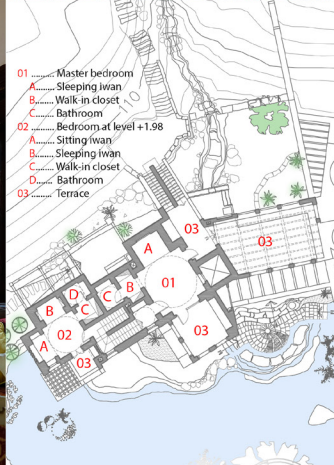 01 .......... Master bedroom
A........ Sleeping iwan
B........ Walk-in closet
C........ Bathroom
02 .......... Bedroom at level +1.98
A........ Sitting iwan
B........ Sleeping iwan
C........ Walk-in closet
D....... Bathroom
03 .......... Terrace
10
03
A
03
01
D
C
B
B
C
02
03
A
03